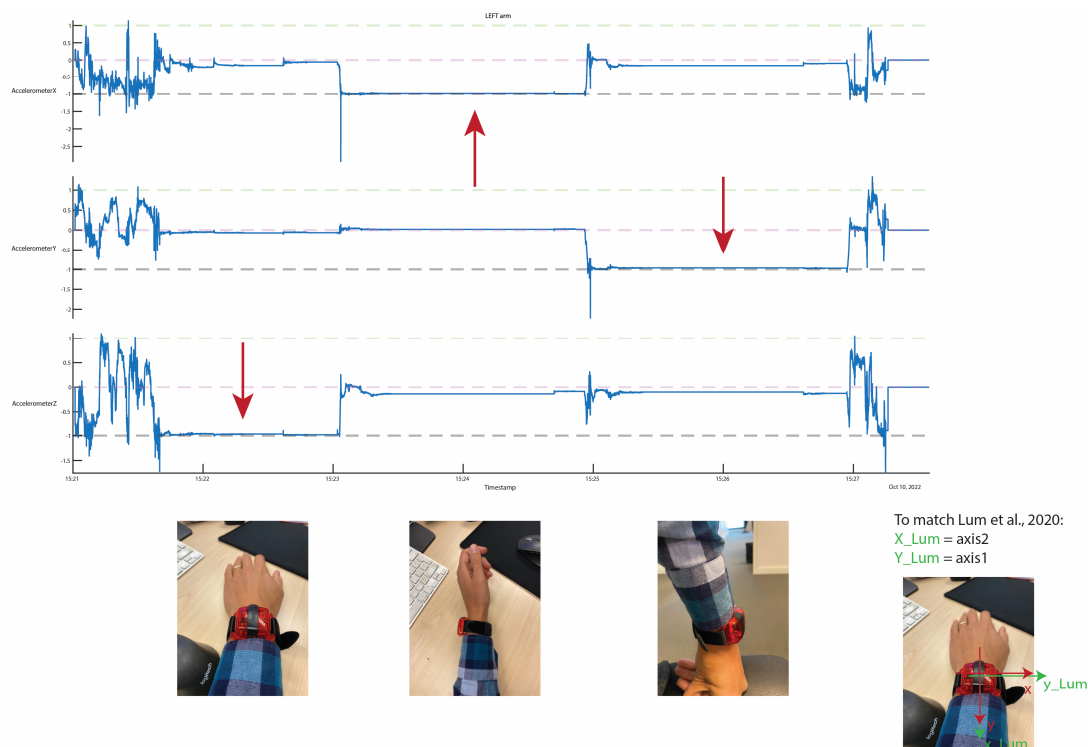 LEFT arm
1
0.5
0
0.5
AccelerometerX
-1
-1.5
-2
-2.5
1
0.5
0
-0.5
AccelerometerY
-1
-1.5
-2
1
0.5
0
AccelerometerZ
-0.5
-1
-1.5
15:21
15:22
15:23
15:24
15:25
15:26
15:27
Timestamp
Oct 10, 2022
To match Lum et al., 2020:
X_Lum = axis2
Y_Lum = axis1
logitech
x
y_Lum
y
x_Lum
logitech